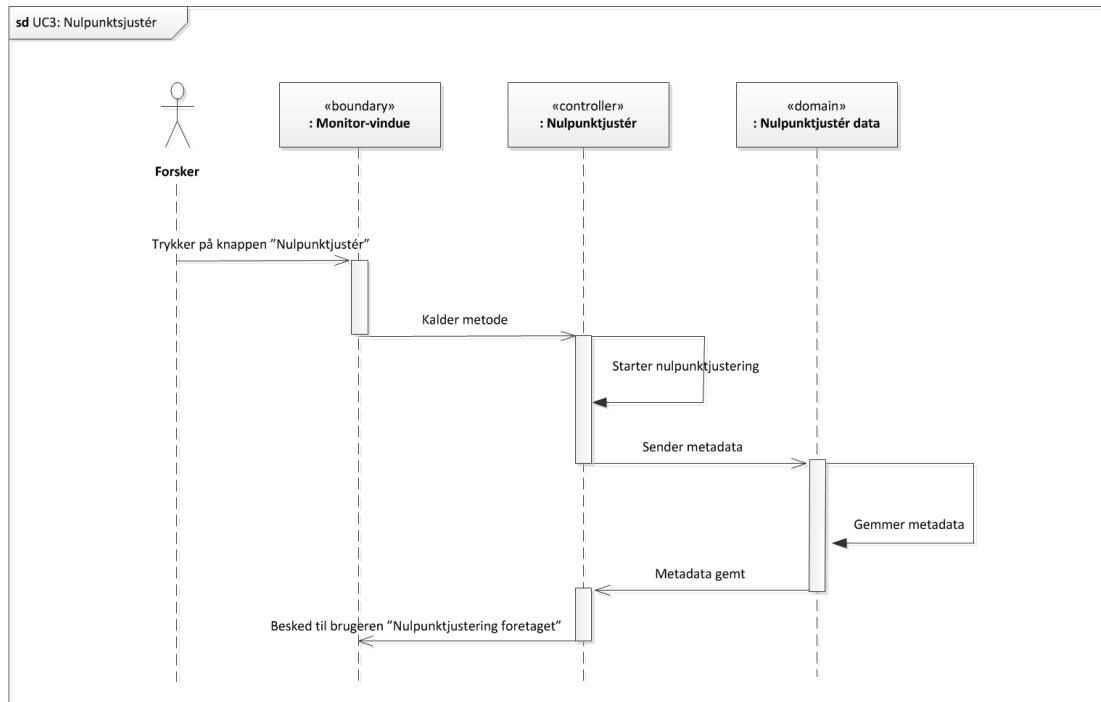 sd UC3: Nulpunktsjustér
«boundary»
: Monitor-vindue
«controller»
: Nulpunktjustér
«domain»
: Nulpunktjustér data
Forsker
Trykker på knappen ”Nulpunktjustér”
Kalder metode
Starter nulpunktjustering
Sender metadata
Gemmer metadata
Metadata gemt
Besked til brugeren ”Nulpunktjustering foretaget”